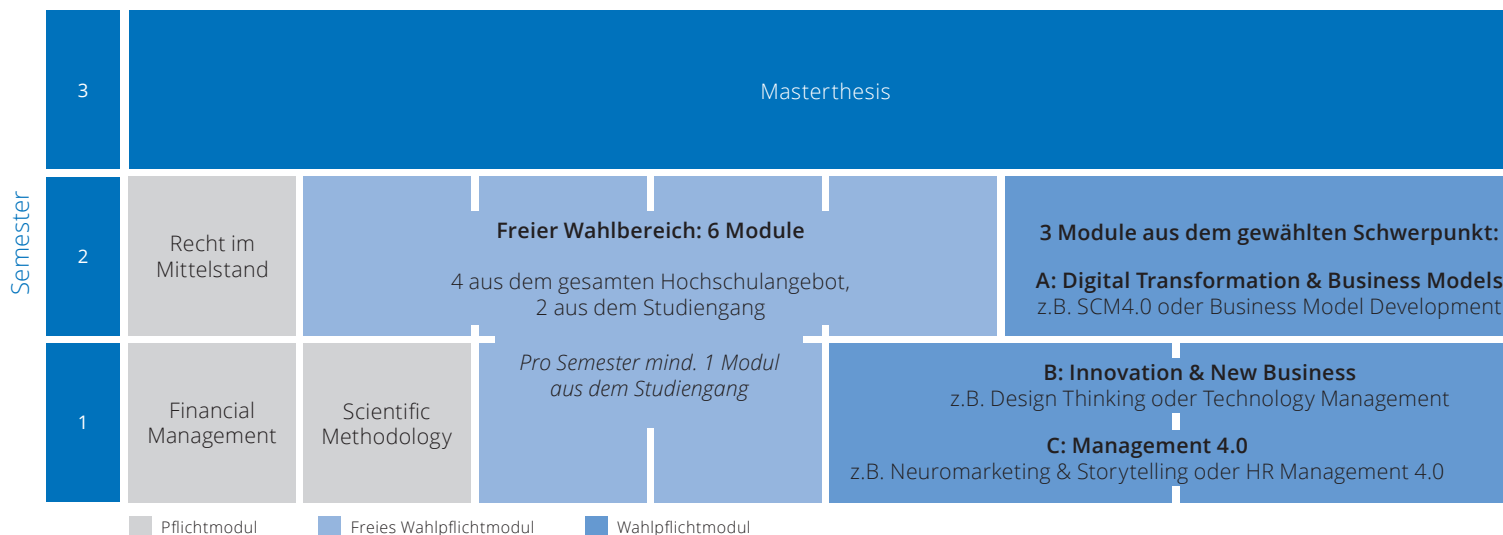 Semester
3
Masterthesis
2
Recht im
Mittelstand
Freier Wahlbereich: 6 Module
4 aus dem gesamten Hochschulangebot,
2 aus dem Studiengang
Pro Semester mind. 1 Modul
aus dem Studiengang
3 Module aus dem gewählten Schwerpunkt:
A: Digital Transformation & Business Models
z.B. SCM4.0 oder Business Model Development
B: Innovation & New Business
z.B. Design Thinking oder Technology Management
C: Management 4.0
z.B. Neuromarketing & Storytelling oder HR Management 4.0
1
Financial
Management
Scientific
Methodology
Pflichtmodul
Freies Wahlpflichtmodul
Wahlpflichtmodul